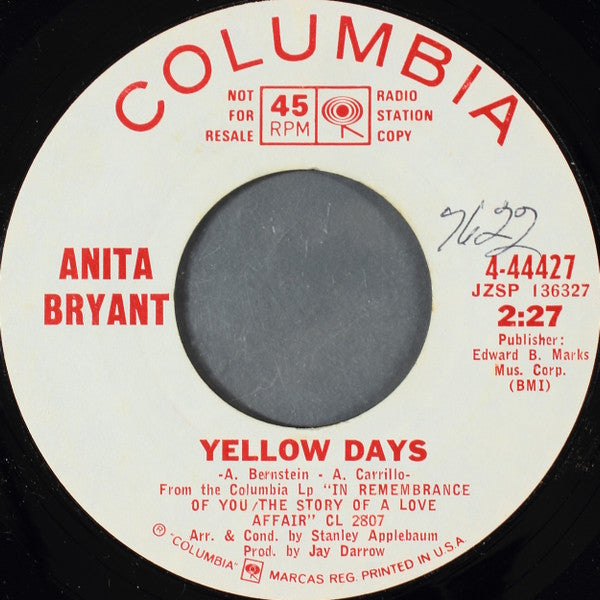 COLUMBIA
NOT FOR RESALE
45 RPM
RADIO STATION COPY
7622
ANITA
BRYANT
4-44427
JZSP 136327
2:27
Publisher:
Edward B. Marks
Mus. Corp.
(BMI)
YELLOW DAYS
-A. Bernstein - A. Carrillo-
From the Columbia Lp "IN REMEMBRANCE
OF YOU/THE STORY OF A LOVE
AFFAIR" CL 2807
Arr. & Cond. by Stanley Applebaum
Prod. by Jay Darrow
Ⓟ "COLUMBIA" MARCAS REG. PRINTED IN U.S.A.